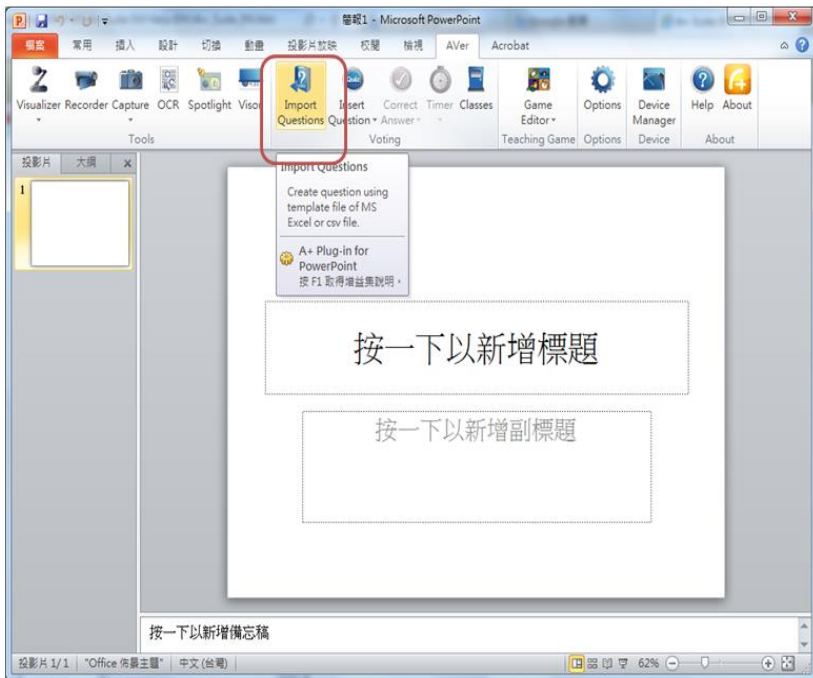 簡報1 - Microsoft PowerPoint
檔案 常用 插入 設計 切換 動畫 投影片放映 校閱 檢視 AVer Acrobat
Visualizer Recorder Capture OCR Spotlight Import Insert Correct Timer Classes Game Options Device Help About
Questions Question Answer Editor Manager
Tools Voting Teaching Game Options Device About
投影片 大綱
1
Import Questions
Create question using
template file of MS
Excel or csv file.
A+ Plug-in for
PowerPoint
按 F1 取得增益集說明。
按一下以新增標題
按一下以新增副標題
按一下以新增備忘稿
投影片 1/1 "Office 佈景主題" 中文 (台灣) 62%